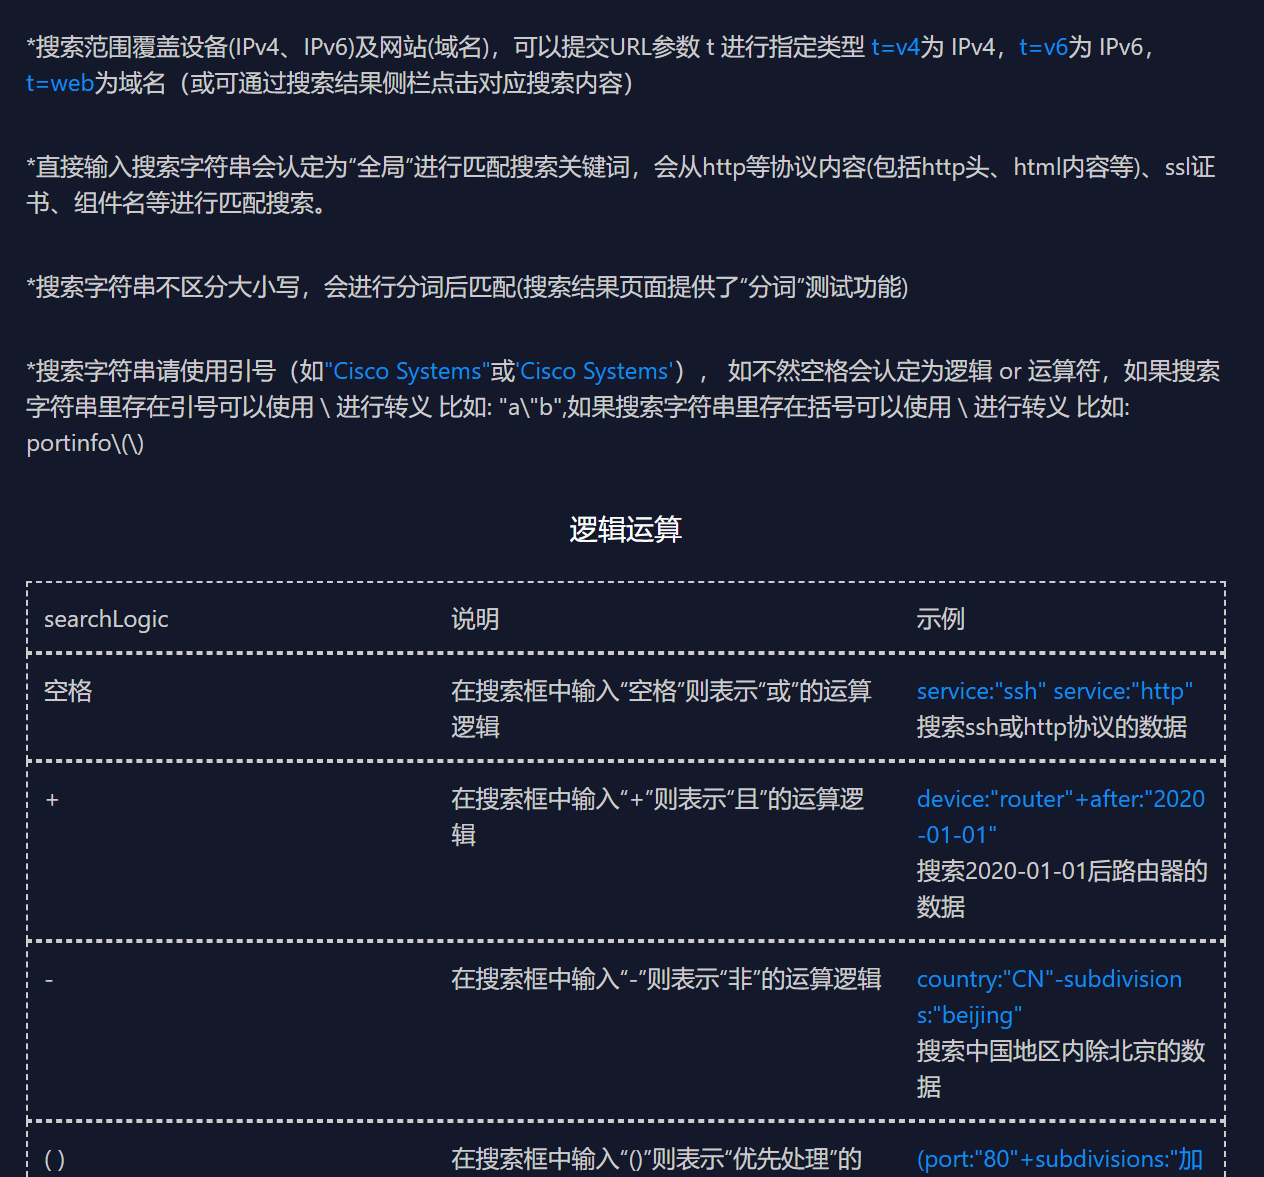 *搜索范围覆盖设备(IPv4、IPv6)及网站(域名)，可以提交URL参数 t 进行指定类型 t=v4为 IPv4，t=v6为 IPv6，
t=web为域名（或可通过搜索结果侧栏点击对应搜索内容）
*直接输入搜索字符串会认定为“全局”进行匹配搜索关键词，会从http等协议内容(包括http头、html内容等)、ssl证
书、组件名等进行匹配搜索。
*搜索字符串不区分大小写，会进行分词后匹配(搜索结果页面提供了“分词”测试功能)
*搜索字符串请使用引号（如"Cisco Systems"或'Cisco Systems'）， 如不然空格会认定为逻辑 or 运算符，如果搜索
字符串里存在引号可以使用 \ 进行转义 比如: "a\"b",如果搜索字符串里存在括号可以使用 \ 进行转义 比如:
portinfo\(\)
逻辑运算
searchLogic 说明 示例
空格 在搜索框中输入“空格”则表示“或”的运算 service:"ssh" service:"http"
逻辑 搜索ssh或http协议的数据
+ 在搜索框中输入“+”则表示“且”的运算逻 device:"router"+after:"2020
辑 -01-01"
搜索2020-01-01后路由器的
数据
- 在搜索框中输入“-”则表示“非”的运算逻辑 country:"CN"-subdivision
s:"beijing"
搜索中国地区内除北京的数
据
( ) 在搜索框中输入“()”则表示“优先处理”的 (port:"80"+subdivisions:"加